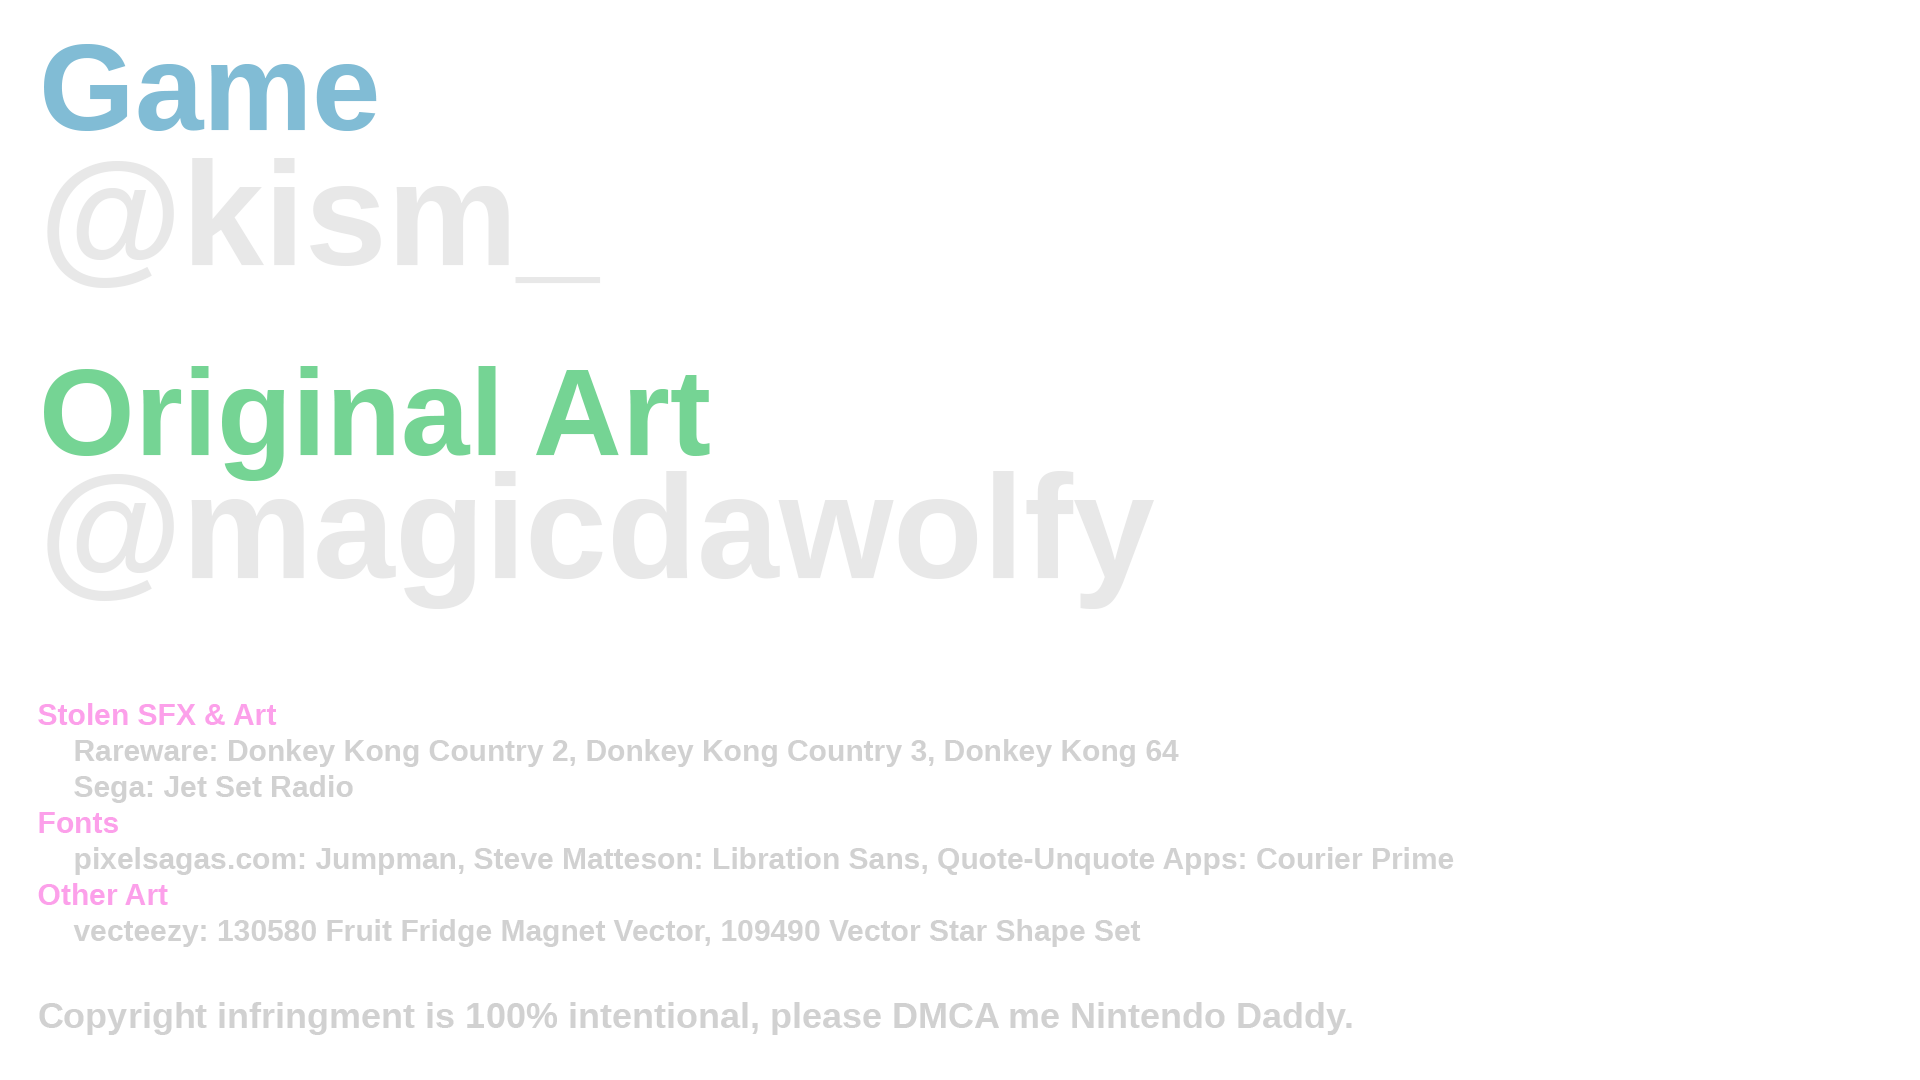 Game
@kism_
Original Art
@magicdawolfy
Stolen SFX & Art
Rareware: Donkey Kong Country 2, Donkey Kong Country 3, Donkey Kong 64
Sega: Jet Set Radio
Fonts
pixelsagas.com: Jumpman, Steve Matteson: Libration Sans, Quote-Unquote Apps: Courier Prime
Other Art
vecteezy: 130580 Fruit Fridge Magnet Vector, 109490 Vector Star Shape Set
Copyright infringment is 100% intentional, please DMCA me Nintendo Daddy.